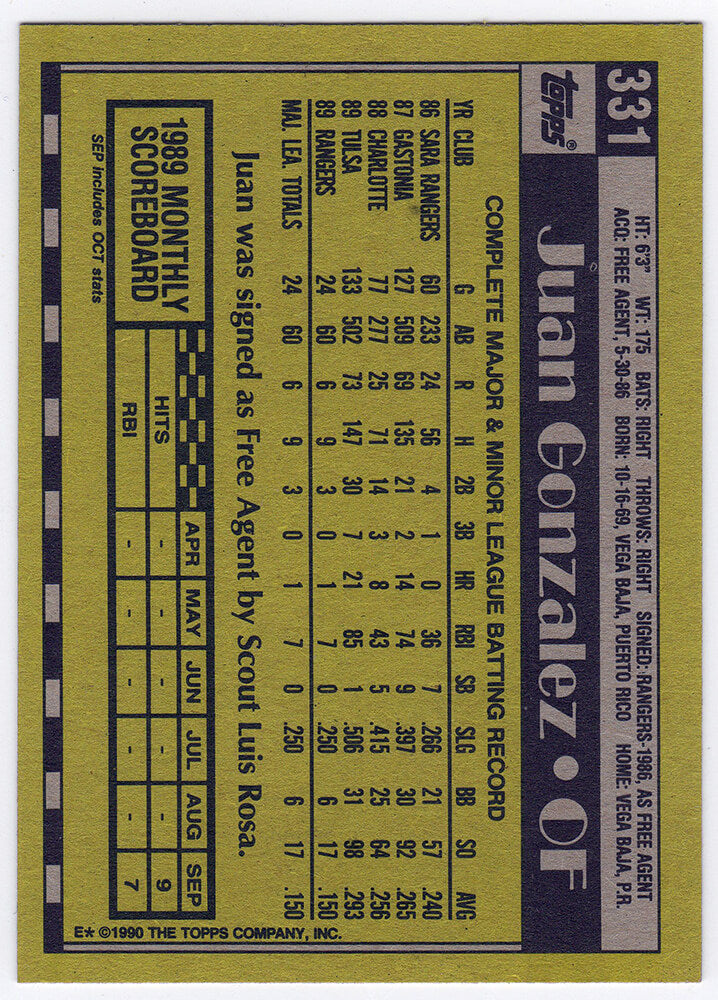 331
topps®
HT: 6'3" WT: 175 BATS: RIGHT THROWS: RIGHT SIGNED: RANGERS-1986, AS FREE AGENT
ACQ: FREE AGENT, 5-30-86 BORN: 10-16-69, VEGA BAJA, PUERTO RICO HOME: VEGA BAJA, P.R.
Juan Gonzalez • OF
COMPLETE MAJOR & MINOR LEAGUE BATTING RECORD
YR CLUB G AB R H 2B 3B HR RBI SB SLG BB SO AVG
86 SARA RANGERS 60 233 24 56 4 1 0 36 7 .266 21 57 .240
87 GASTONIA 127 509 69 135 21 2 14 74 9 .397 30 92 .265
88 CHARLOTTE 77 277 25 71 14 3 8 43 5 .415 25 64 .256
89 TULSA 133 502 73 147 30 7 21 85 1 .506 31 98 .293
89 RANGERS 24 60 6 9 3 0 1 7 0 .250 6 17 .150
MAJ. LEA. TOTALS 24 60 6 9 3 0 1 7 0 .250 6 17 .150
Juan was signed as Free Agent by Scout Luis Rosa.
1989 MONTHLY
SCOREBOARD
SEP Includes OCT stats
APR MAY JUN JUL AUG SEP
HITS - - - - - 9
RBI - - - - - 7
E* ©1990 THE TOPPS COMPANY, INC.